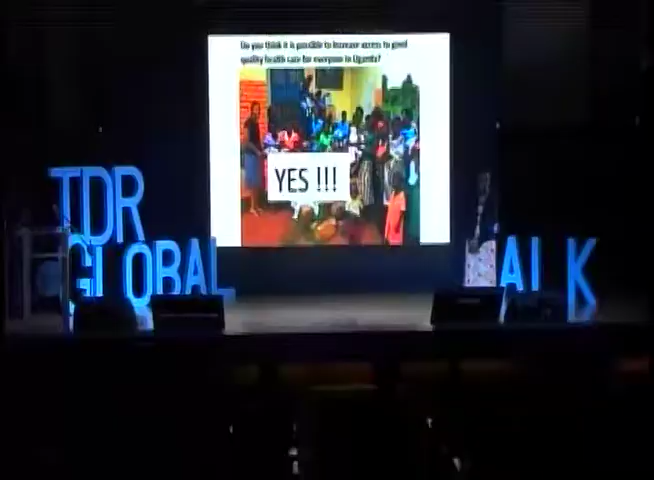 Do you think it is possible to increase access to good
quality health care for everyone in Uganda?
YES !!!
TDR
GLOBAL
ALK